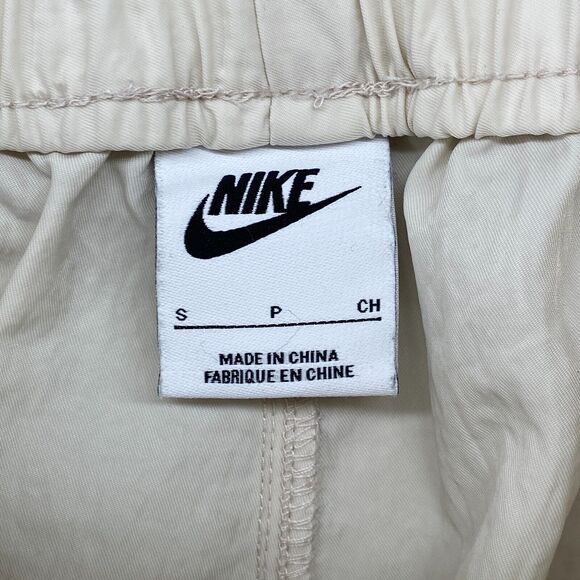 NIKE
S P CH
MADE IN CHINA
FABRIQUE EN CHINE